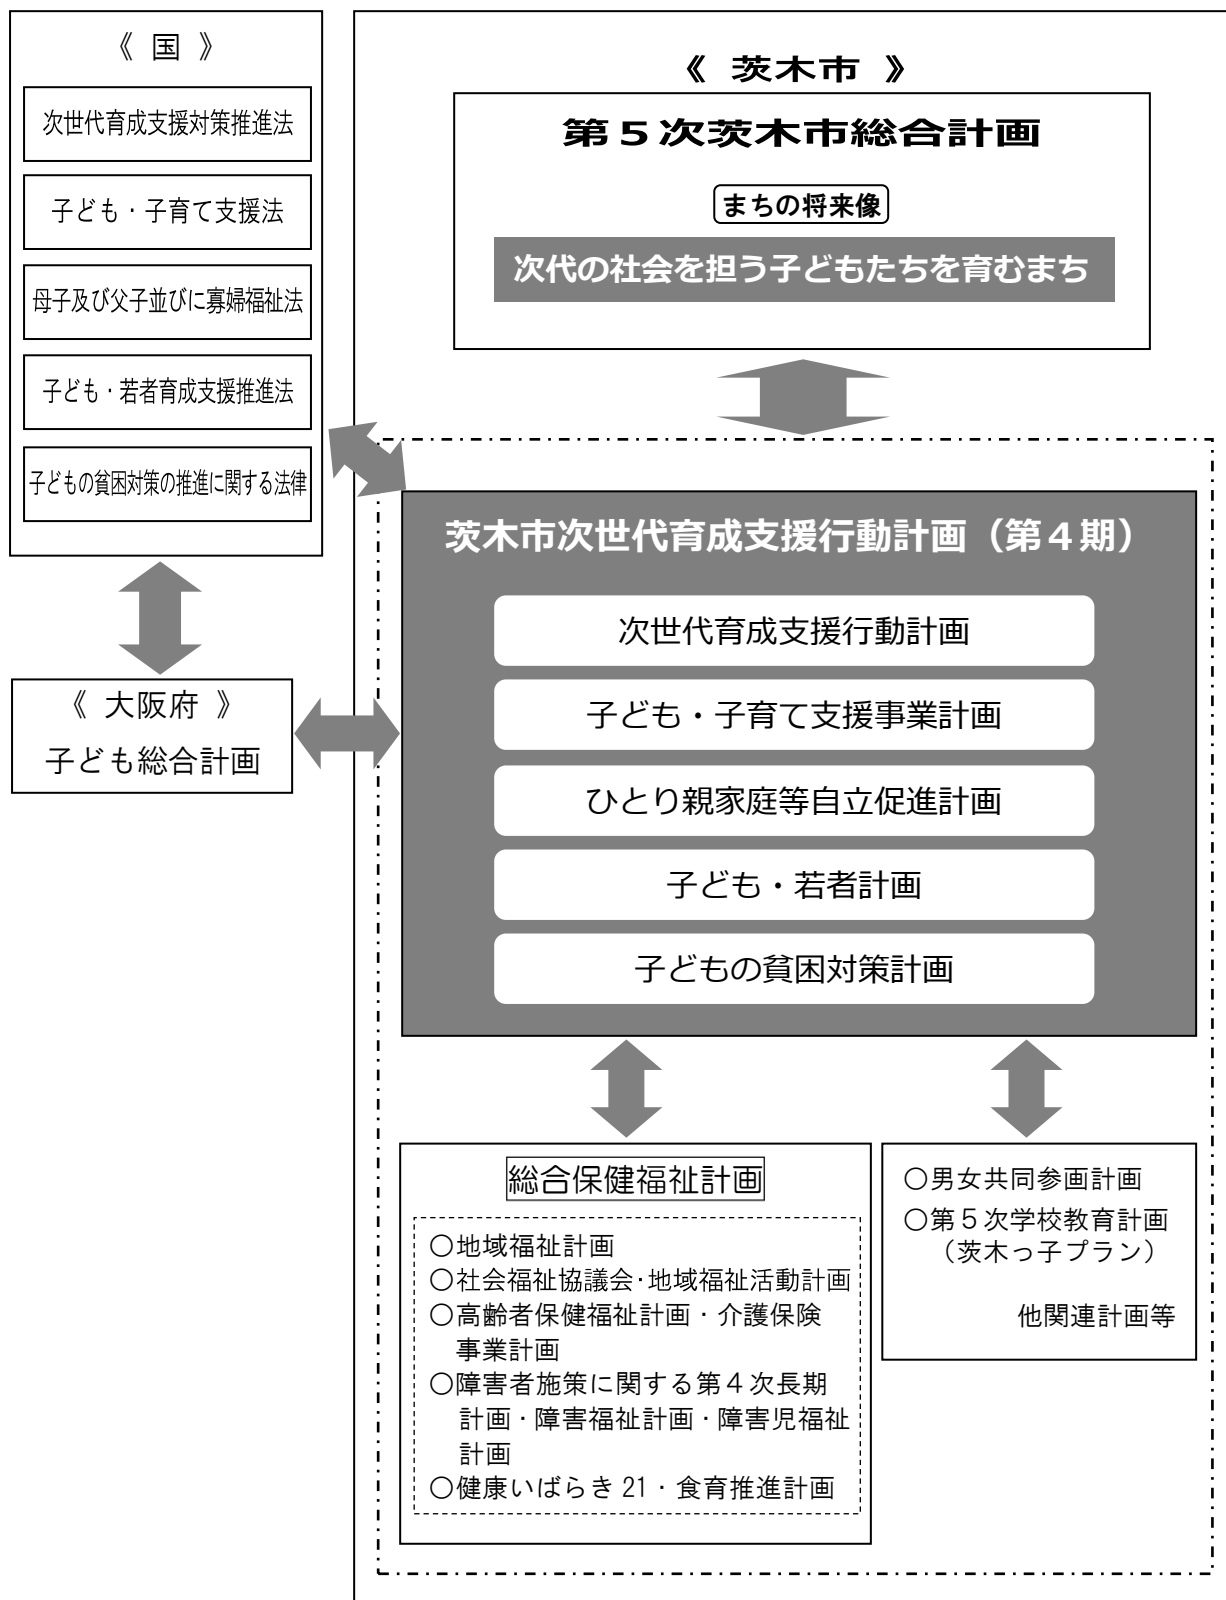 《 国 》
次世代育成支援対策推進法
子ども・子育て支援法
母子及び父子並びに寡婦福祉法
子ども・若者育成支援推進法
子どもの貧困対策の推進に関する法律
《 大阪府 》
子ども総合計画
《 茨木市 》
第５次茨木市総合計画
まちの将来像
次代の社会を担う子どもたちを育むまち
茨木市次世代育成支援行動計画（第４期）
次世代育成支援行動計画
子ども・子育て支援事業計画
ひとり親家庭等自立促進計画
子ども・若者計画
子どもの貧困対策計画
総合保健福祉計画
○地域福祉計画
○社会福祉協議会・地域福祉活動計画
○高齢者保健福祉計画・介護保険
事業計画
○障害者施策に関する第４次長期
計画・障害福祉計画・障害児福祉
計画
○健康いばらき 21・食育推進計画
○男女共同参画計画
○第５次学校教育計画
（茨木っ子プラン）
他関連計画等